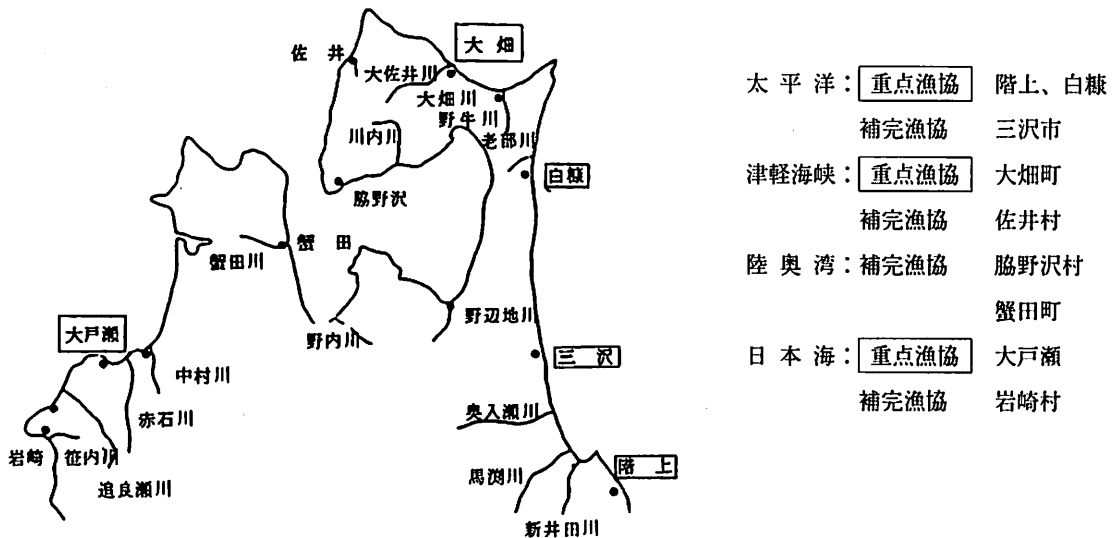 佐井
大畑
大佐井川
大畑川
野牛川
老部川
川内川
白糠
脇野沢
蟹田
蟹田川
野辺地川
野内川
大戸瀬
三沢
中村川
赤石川
奥入瀬川
岩崎
笹内川
追良瀬川
馬渕川
階上
新井田川
太平洋：重点漁協 階上、白糠
補完漁協 三沢市
津軽海峡：重点漁協 大畑町
補完漁協 佐井村
陸奥湾：補完漁協 脇野沢村
蟹田町
日本海：重点漁協 大戸瀬
補完漁協 岩崎村